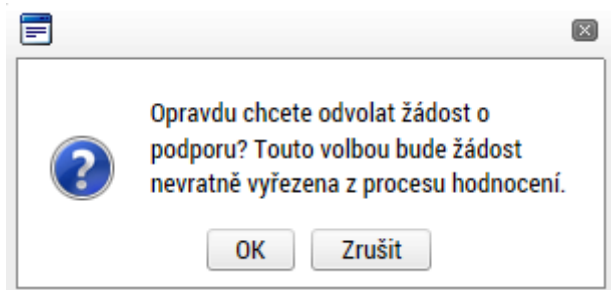 Opravdu chcete odvolat žádost o
podporu? Touto volbou bude žádost
nevratně vyřezena z procesu hodnocení.
OK
Zrušit